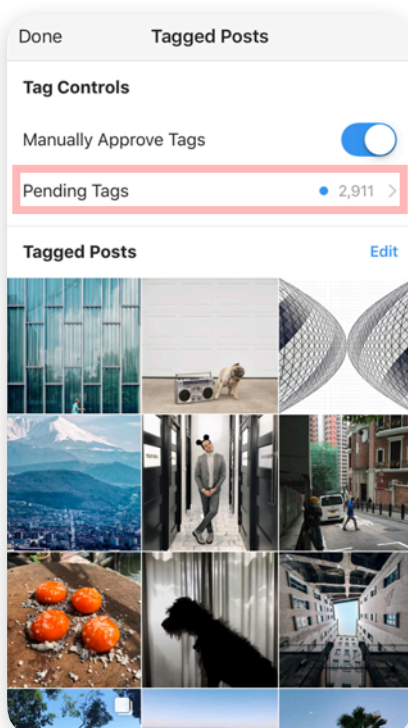 Done Tagged Posts
Tag Controls
Manually Approve Tags
Pending Tags 2,911
Tagged Posts Edit